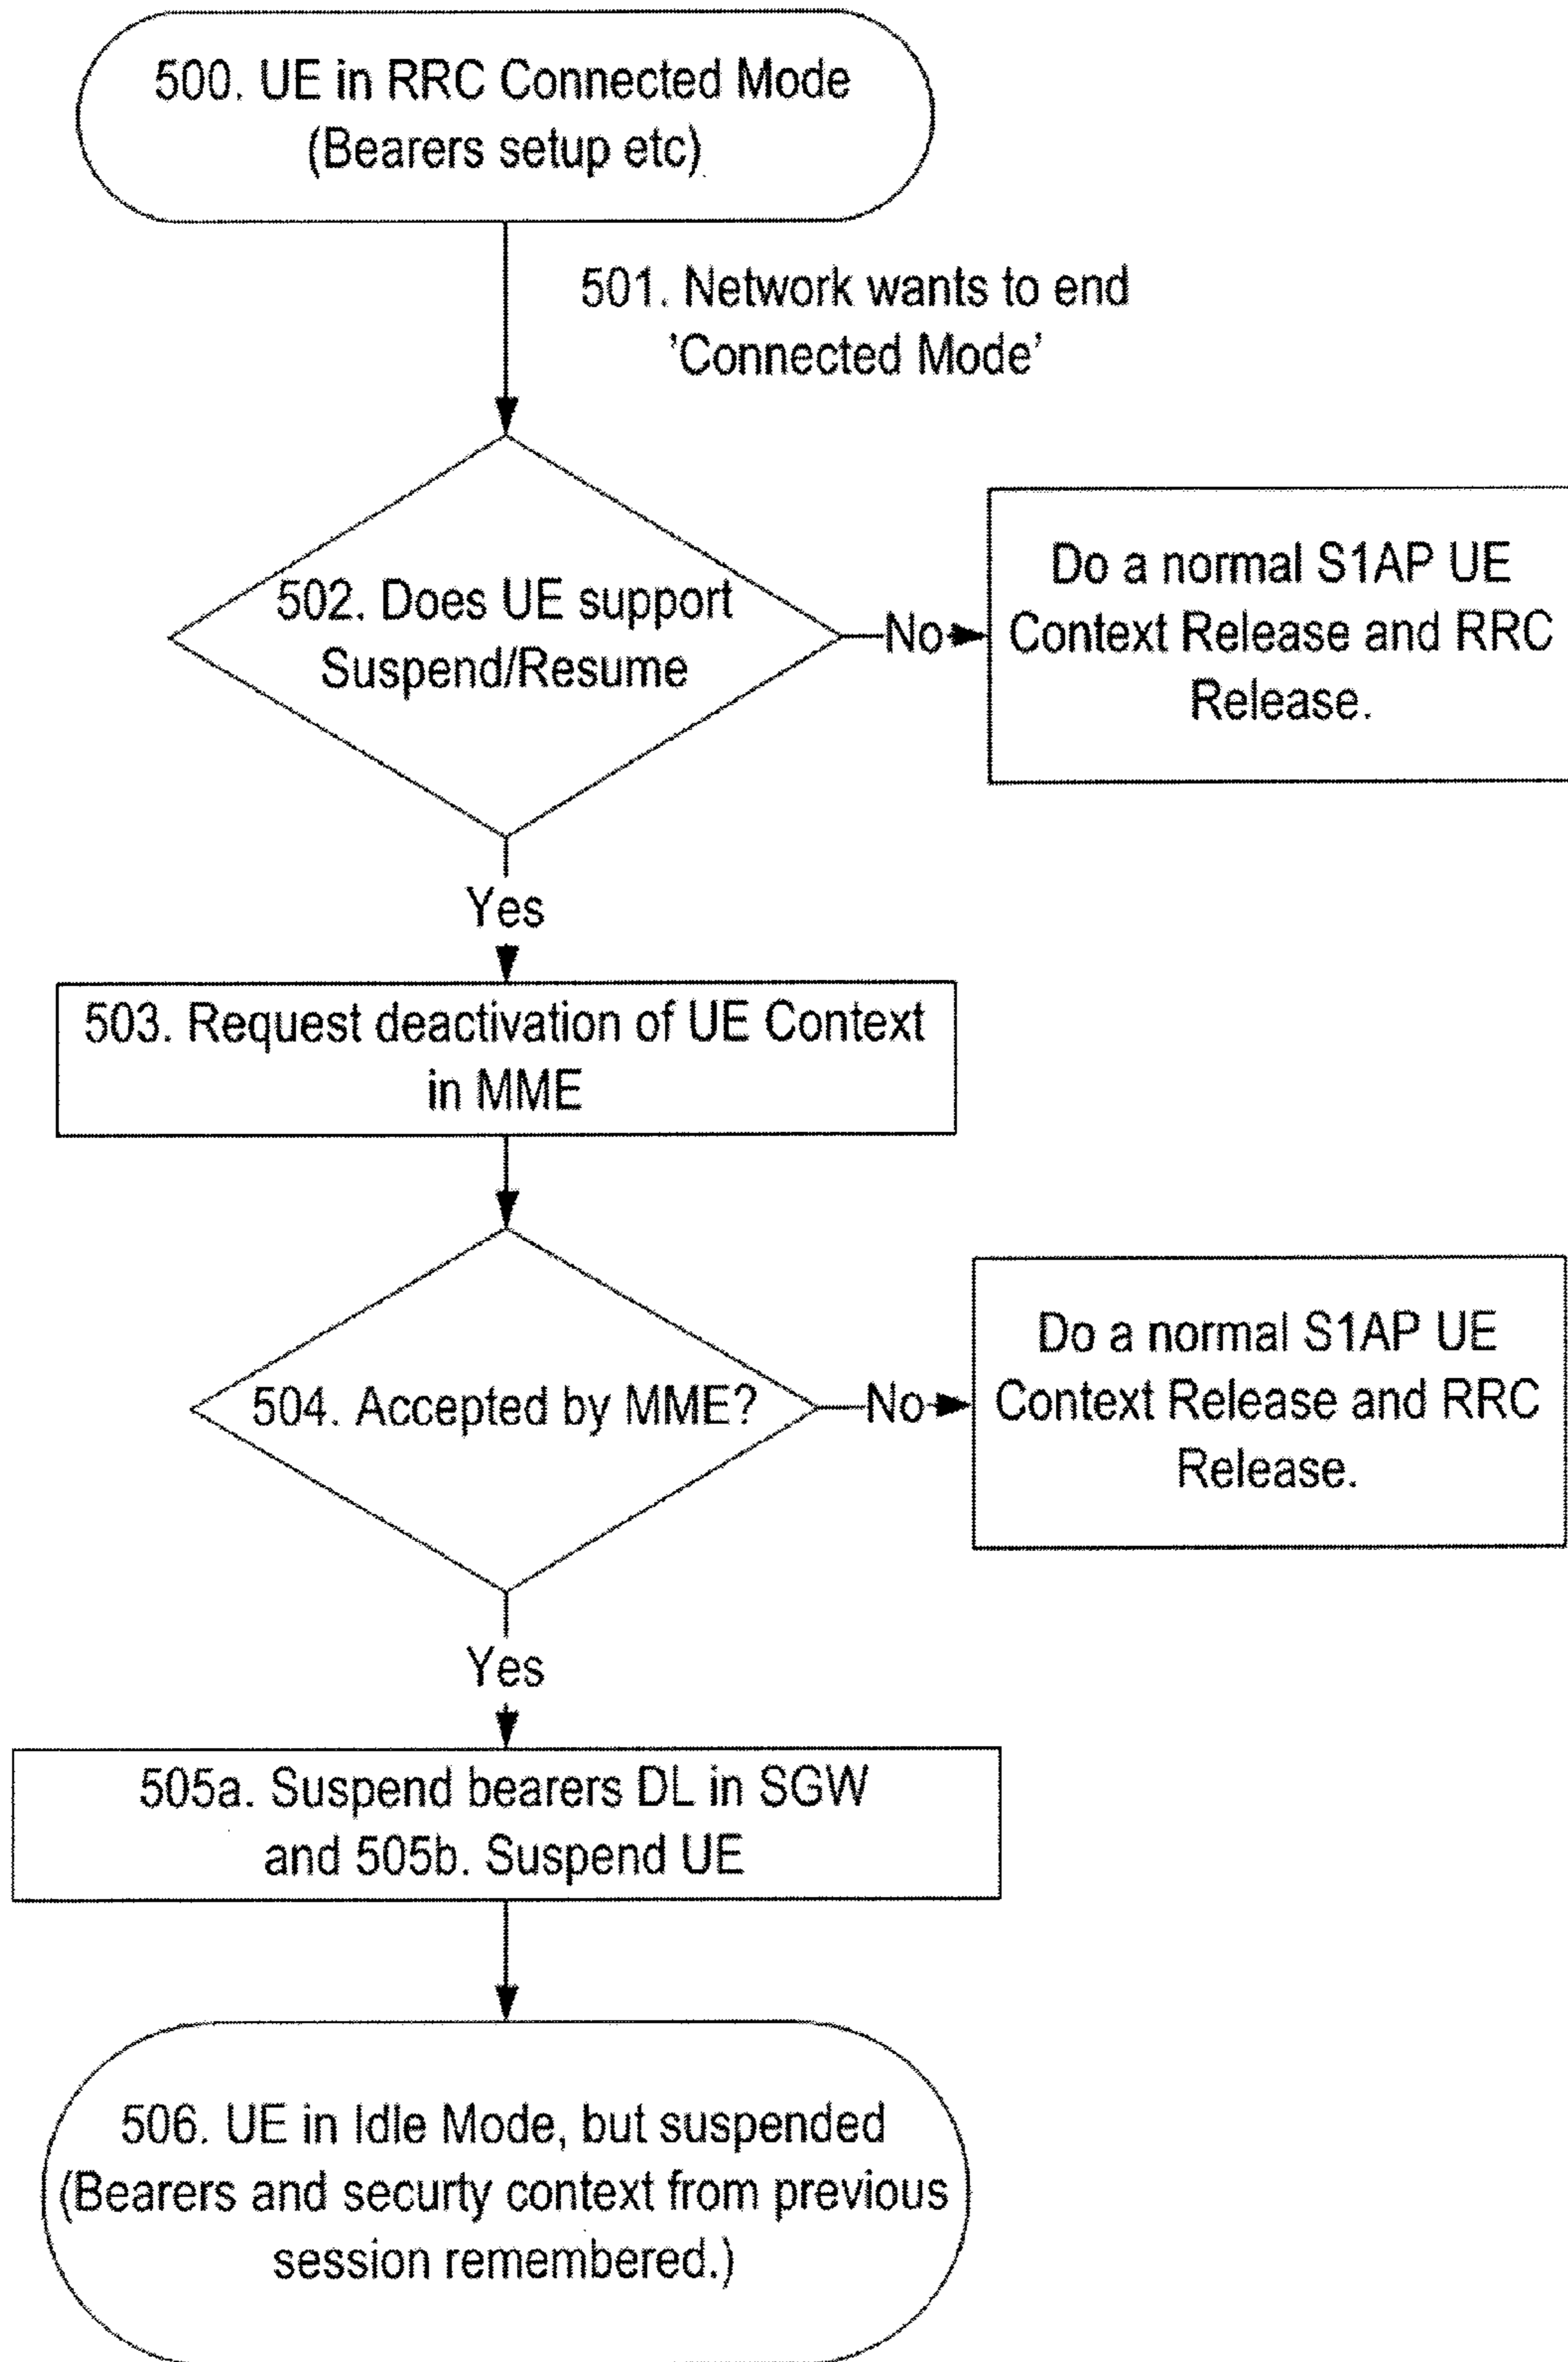 500. UE in RRC Connected Mode
(Bearers setup etc)
501. Network wants to end
'Connected Mode'
502. Does UE support
Suspend/Resume
No
Do a normal S1AP UE
Context Release and RRC
Release.
Yes
503. Request deactivation of UE Context
in MME
504. Accepted by MME?
No
Do a normal S1AP UE
Context Release and RRC
Release.
Yes
505a. Suspend bearers DL in SGW
and 505b. Suspend UE
506. UE in Idle Mode, but suspended
(Bearers and securty context from previous
session remembered.)